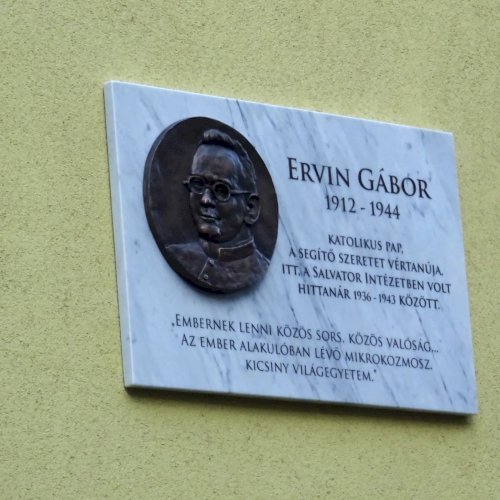 ERVIN GÁBOR
1912 - 1944
KATOLIKUS PAP,
A SEGÍTŐ SZERETET VÉRTANÚJA.
ITT, A SALVATOR INTÉZETBEN VOLT
HITTANÁR 1936 - 1943 KÖZÖTT.
„EMBERNEK LENNI KÖZÖS SORS, KÖZÖS VALÓSÁG...
AZ EMBER ALAKULÓBAN LÉVŐ MIKROKOZMOSZ,
KICSINY VILÁGEGYETEM."